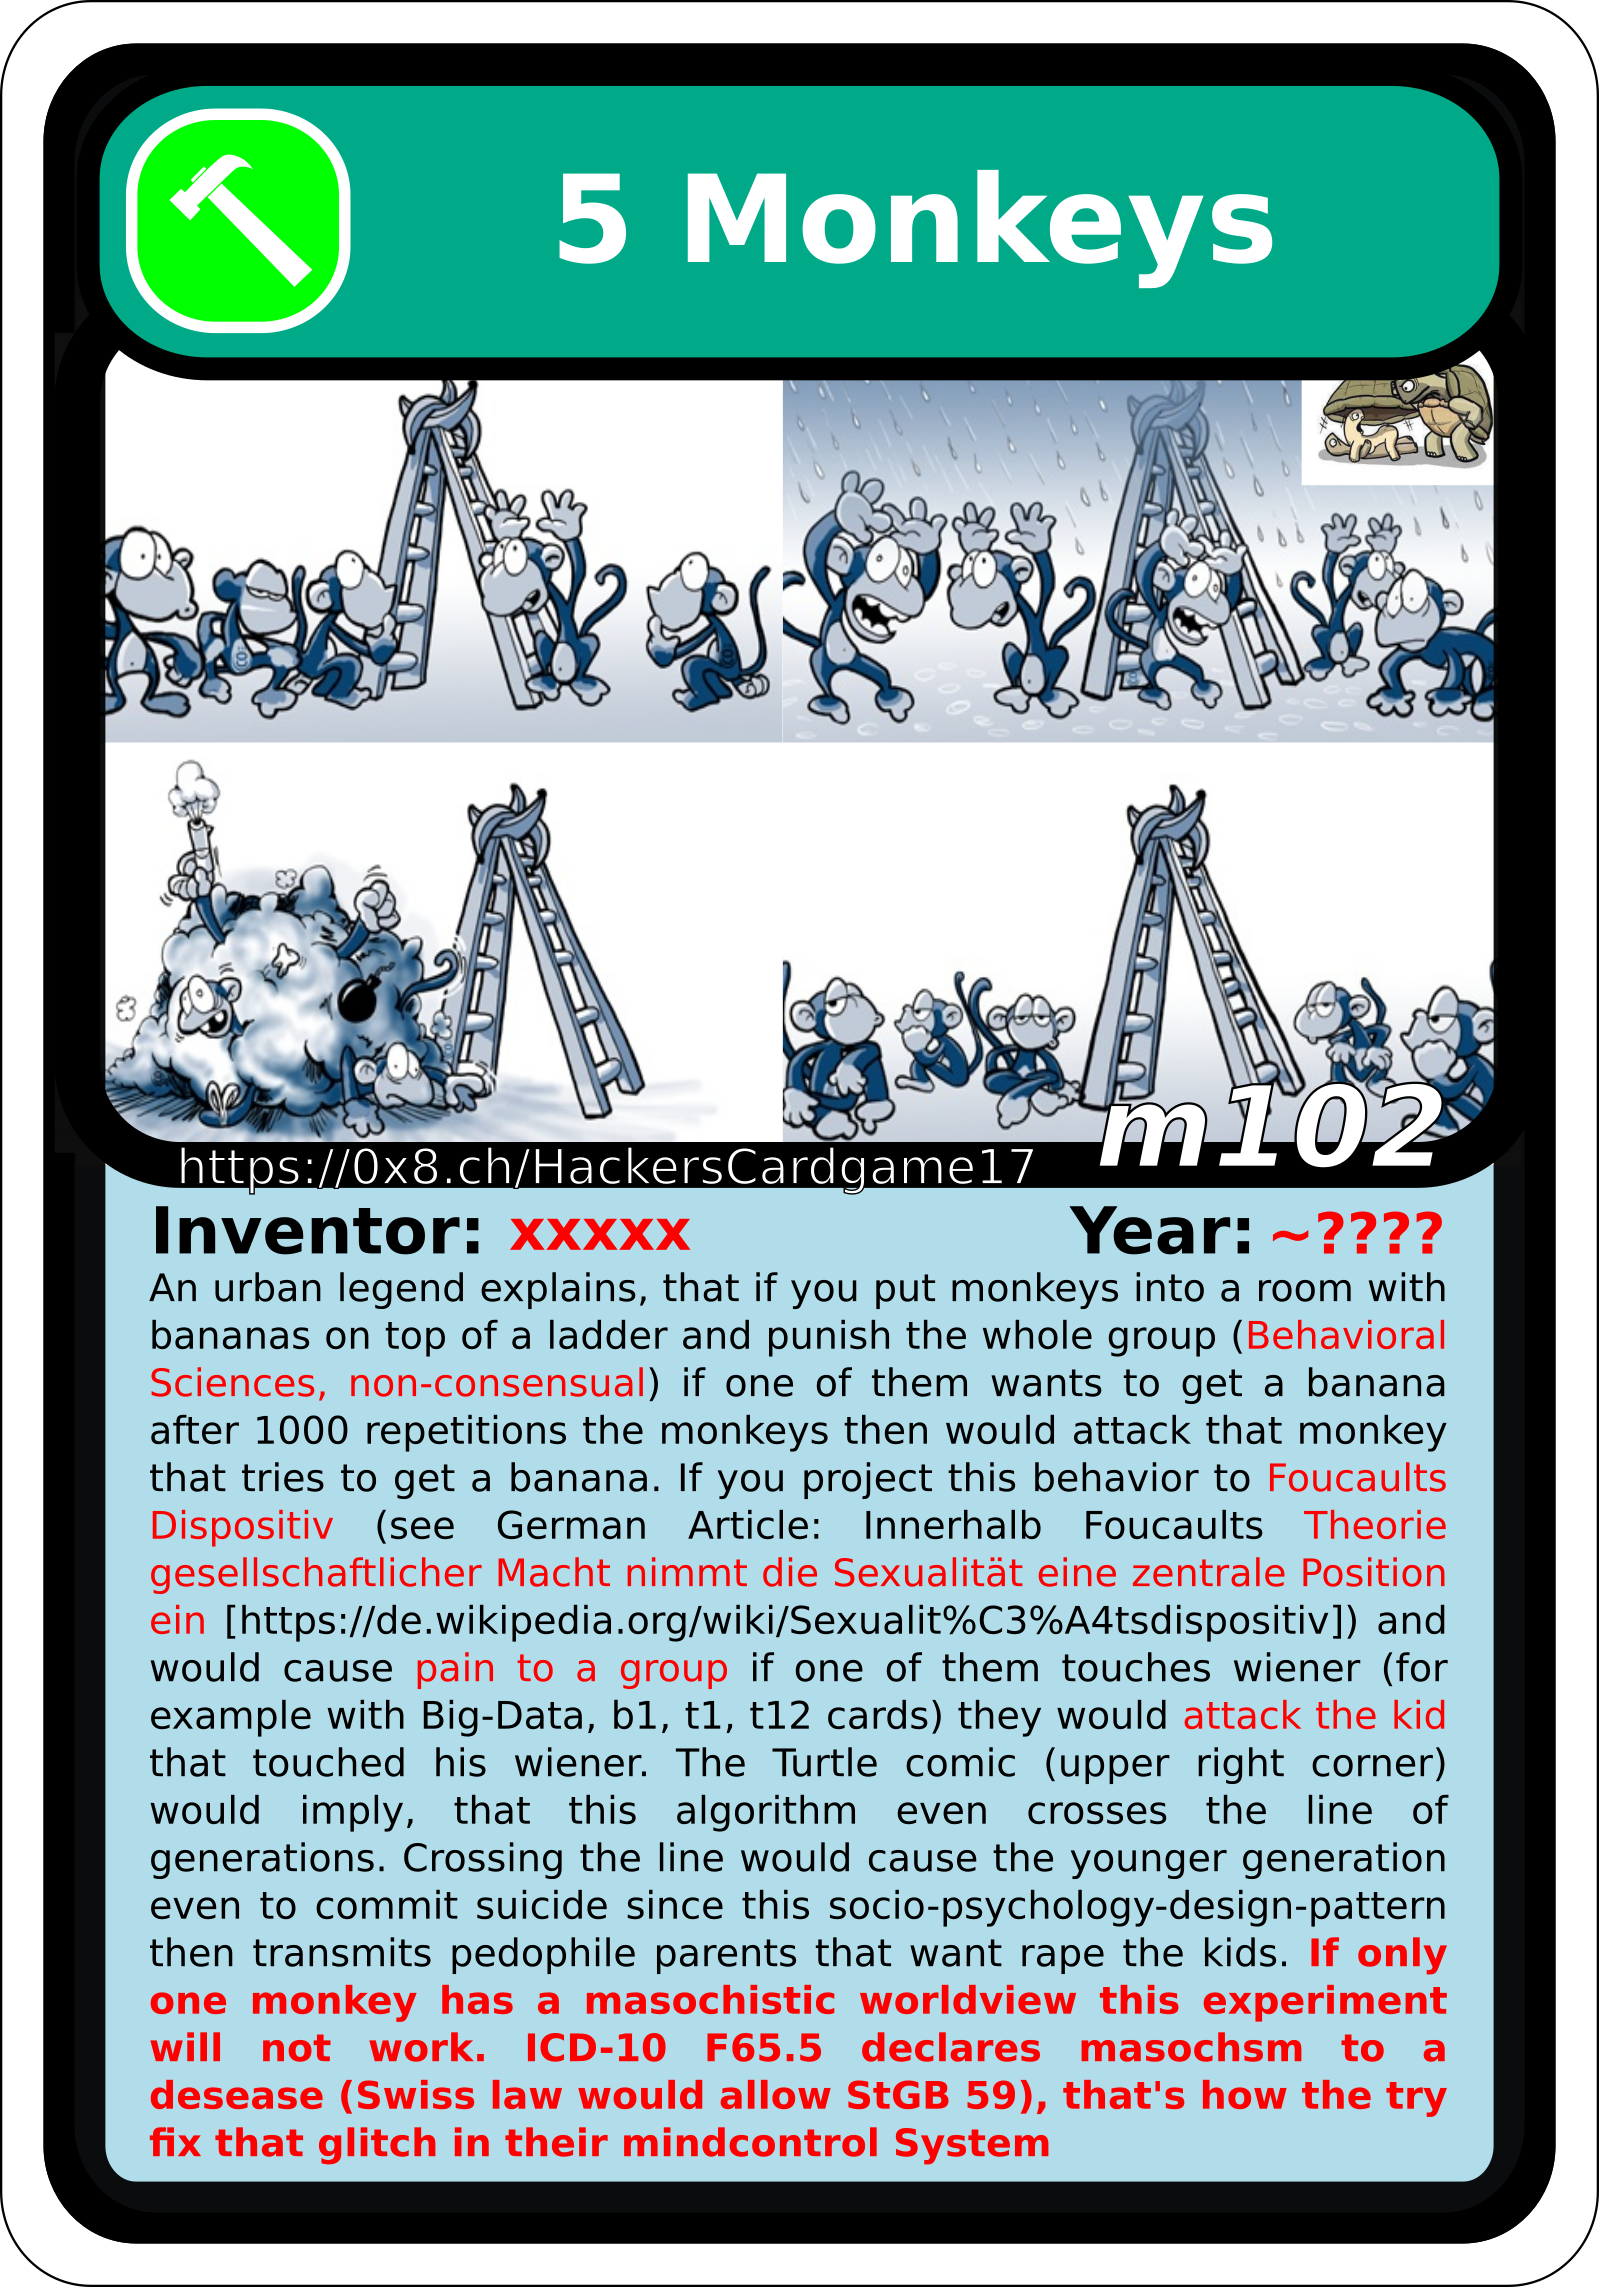 5 Monkeys
m102
https://0x8.ch/HackersCardgame17
Inventor: xxxxx Year: ~????
An urban legend explains, that if you put monkeys into a room with
bananas on top of a ladder and punish the whole group (Behavioral
Sciences, non-consensual) if one of them wants to get a banana
after 1000 repetitions the monkeys then would attack that monkey
that tries to get a banana. If you project this behavior to Foucaults
Dispositiv (see German Article: Innerhalb Foucaults Theorie
gesellschaftlicher Macht nimmt die Sexualität eine zentrale Position
ein [https://de.wikipedia.org/wiki/Sexualit%C3%A4tsdispositiv]) and
would cause pain to a group if one of them touches wiener (for
example with Big-Data, b1, t1, t12 cards) they would attack the kid
that touched his wiener. The Turtle comic (upper right corner)
would imply, that this algorithm even crosses the line of
generations. Crossing the line would cause the younger generation
even to commit suicide since this socio-psychology-design-pattern
then transmits pedophile parents that want rape the kids. If only
one monkey has a masochistic worldview this experiment
will not work. ICD-10 F65.5 declares masochsm to a
desease (Swiss law would allow StGB 59), that's how the try
fix that glitch in their mindcontrol System